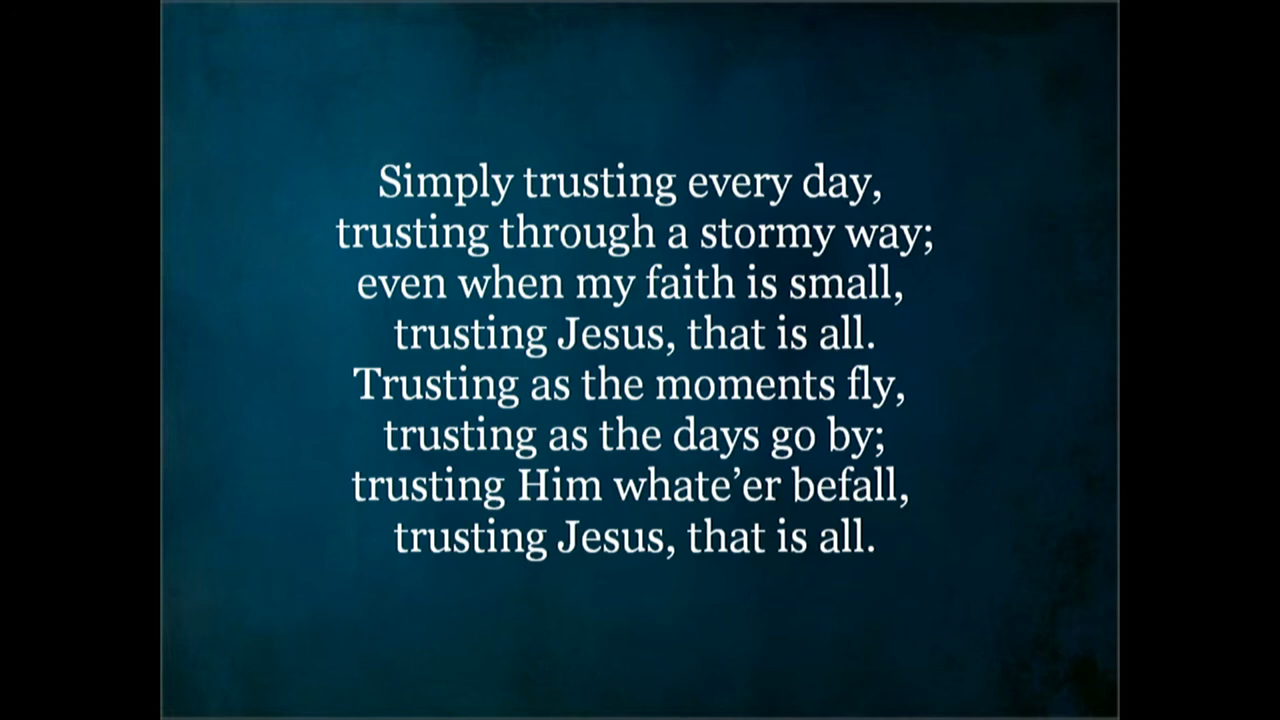 Simply trusting every day,
trusting through a stormy way;
even when my faith is small,
trusting Jesus, that is all.
Trusting as the moments fly,
trusting as the days go by;
trusting Him whate’er befall,
trusting Jesus, that is all.